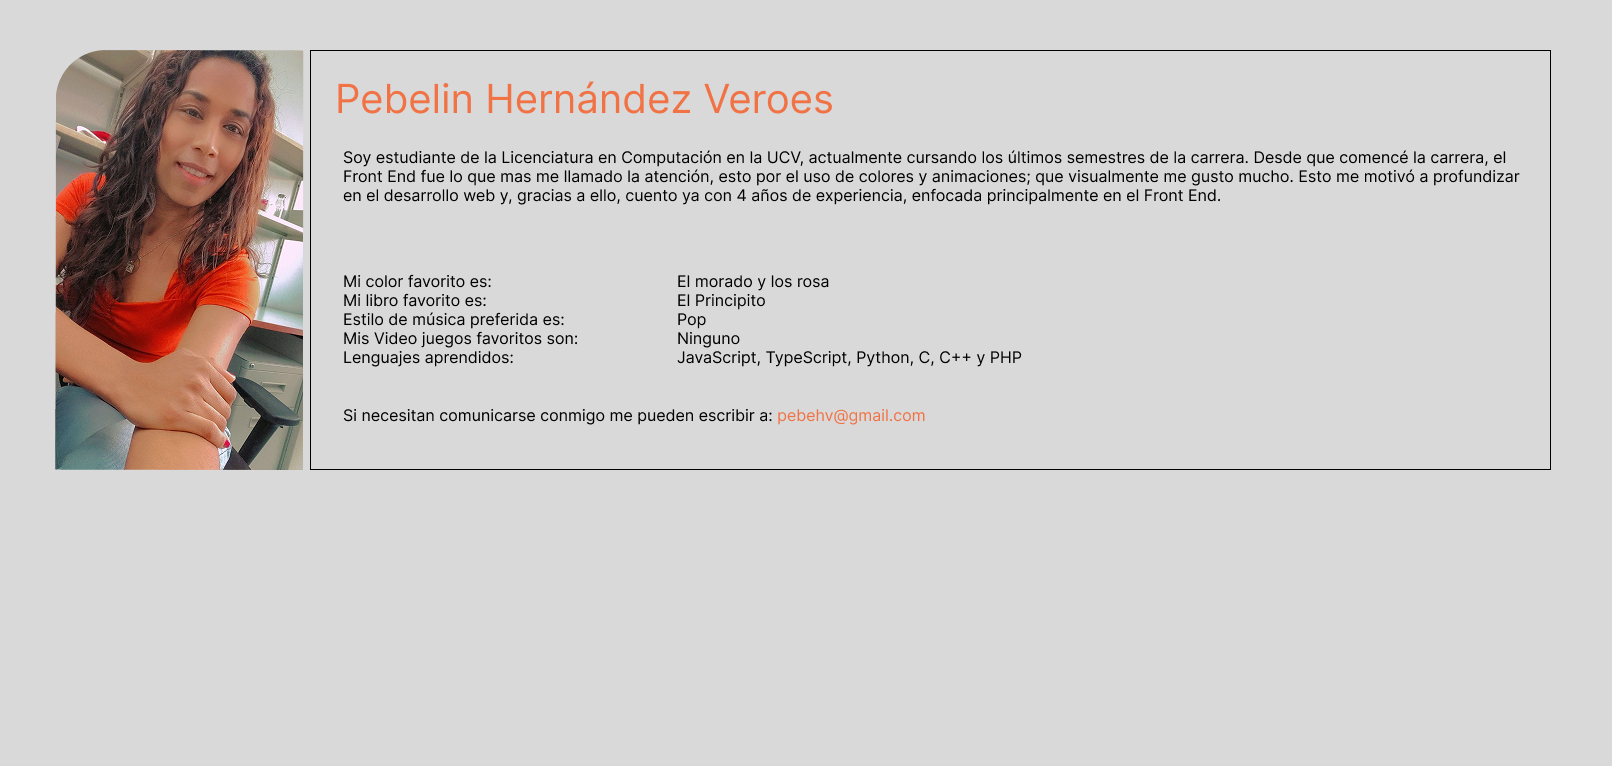 Pebelin Hernández Veroes
Soy estudiante de la Licenciatura en Computación en la UCV, actualmente cursando los últimos semestres de la carrera. Desde que comencé la carrera, el
Front End fue lo que mas me llamado la atención, esto por el uso de colores y animaciones; que visualmente me gusto mucho. Esto me motivó a profundizar
en el desarrollo web y, gracias a ello, cuento ya con 4 años de experiencia, enfocada principalmente en el Front End.
Mi color favorito es: El morado y los rosa
Mi libro favorito es: El Principito
Estilo de música preferida es: Pop
Mis Video juegos favoritos son: Ninguno
Lenguajes aprendidos: JavaScript, TypeScript, Python, C, C++ y PHP
Si necesitan comunicarse conmigo me pueden escribir a: pebehv@gmail.com